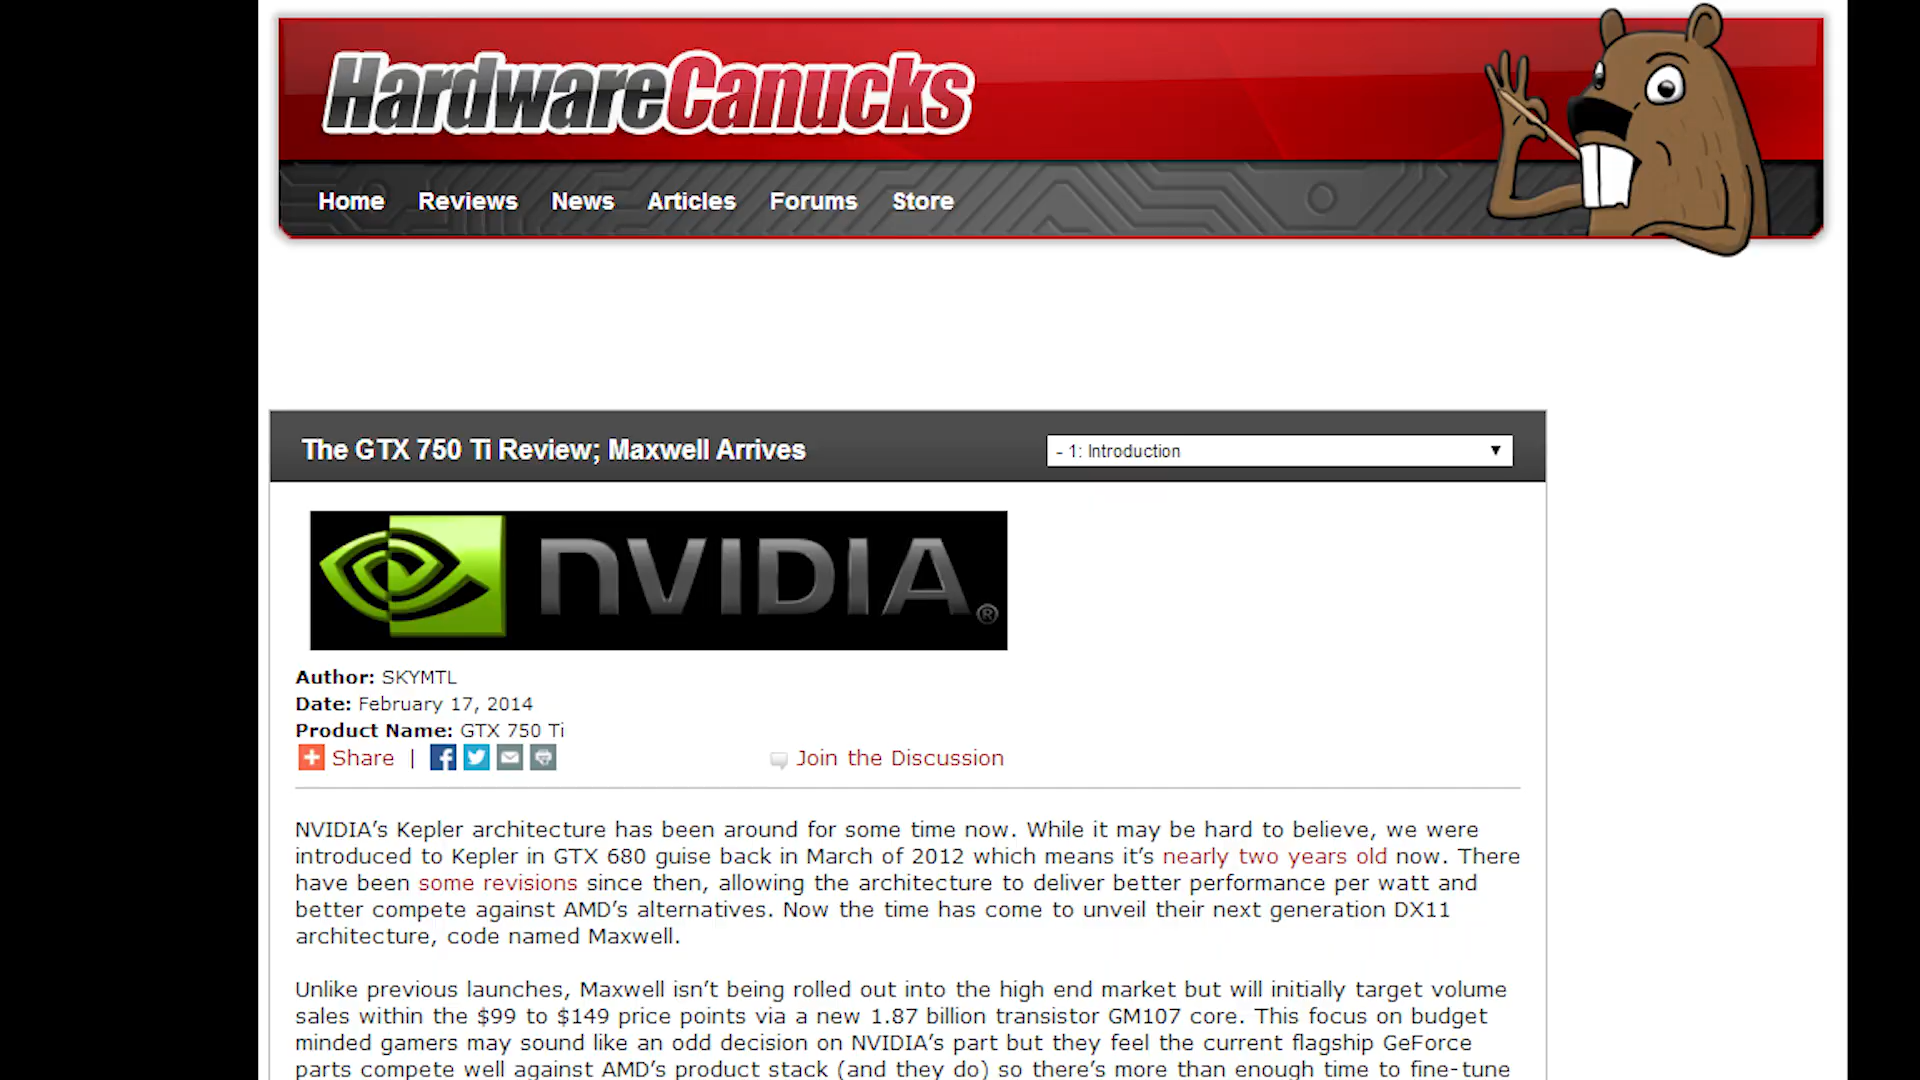 HardwareCanucks
Home Reviews News Articles Forums Store
The GTX 750 Ti Review; Maxwell Arrives
- 1: Introduction
NVIDIA®
Author: SKYMTL
Date: February 17, 2014
Product Name: GTX 750 Ti
Share |
Join the Discussion
NVIDIA’s Kepler architecture has been around for some time now. While it may be hard to believe, we were
introduced to Kepler in GTX 680 guise back in March of 2012 which means it’s nearly two years old now. There
have been some revisions since then, allowing the architecture to deliver better performance per watt and
better compete against AMD’s alternatives. Now the time has come to unveil their next generation DX11
architecture, code named Maxwell.
Unlike previous launches, Maxwell isn’t being rolled out into the high end market but will initially target volume
sales within the $99 to $149 price points via a new 1.87 billion transistor GM107 core. This focus on budget
minded gamers may sound like an odd decision on NVIDIA’s part but they feel the current flagship GeForce
parts compete well against AMD’s product stack (and they do) so there’s more than enough time to fine-tune